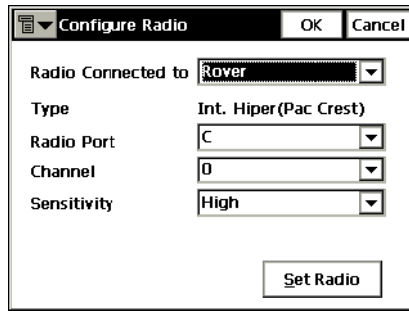 Configure Radio OK Cancel
Radio Connected to Rover
Type Int. Hiper(Pac Crest)
Radio Port C
Channel 0
Sensitivity High
Set Radio